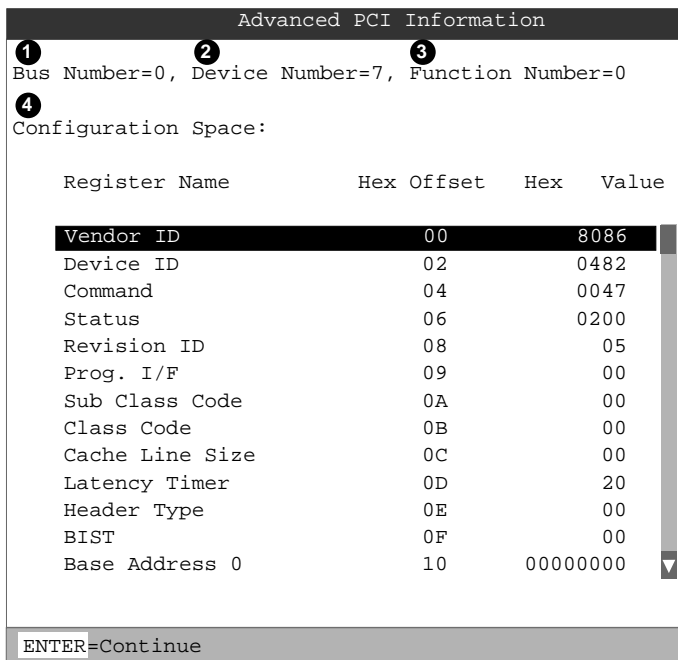 Advanced PCI Information
1 2 3
Bus Number=0, Device Number=7, Function Number=0
4
Configuration Space:
Register Name Hex Offset Hex Value
Vendor ID 00 8086
Device ID 02 0482
Command 04 0047
Status 06 0200
Revision ID 08 05
Prog. I/F 09 00
Sub Class Code 0A 00
Class Code 0B 00
Cache Line Size 0C 00
Latency Timer 0D 20
Header Type 0E 00
BIST 0F 00
Base Address 0 10 00000000
ENTER=Continue